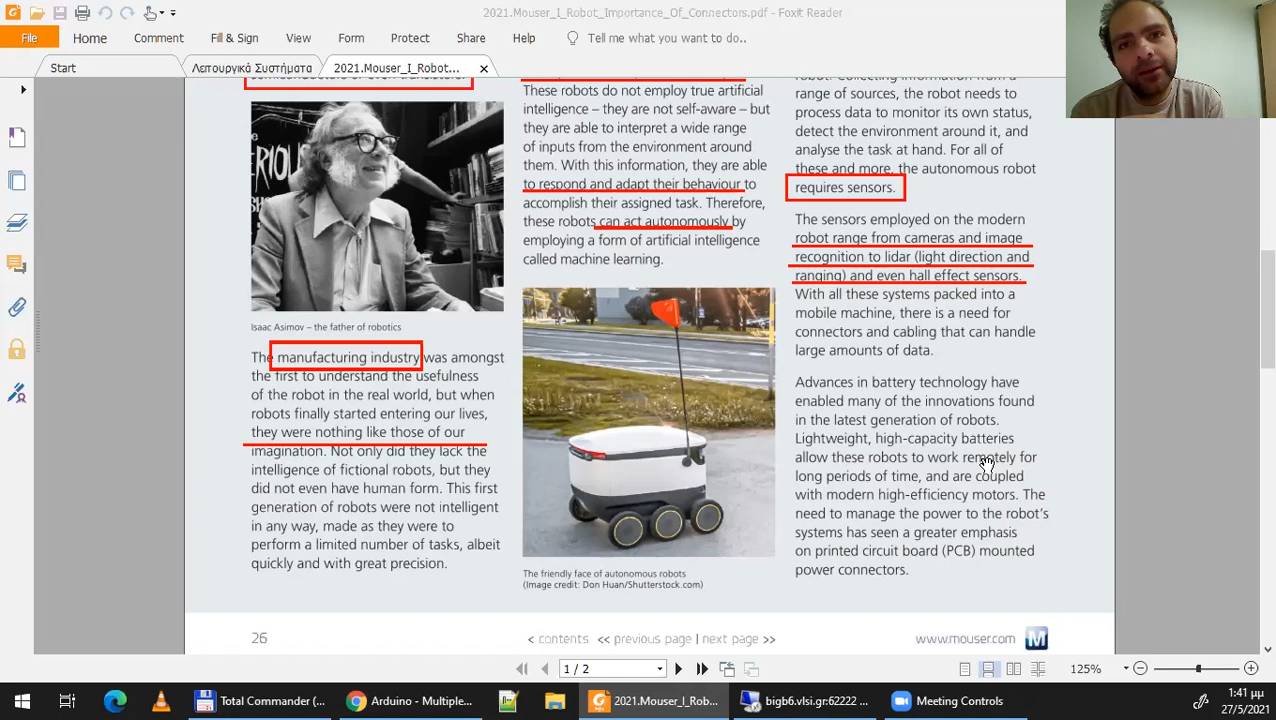 2021.Mouser_I_Robot_Importance_Of_Connectors.pdf - Foxit Reader
File Home Comment Fill & Sign View Form Protect Share Help Tell me what you want to do..
Start Λειτουργικά Συστήματα 2021.Mouser_I_Robot...
These robots do not employ true artificial
intelligence – they are not self-aware – but
they are able to interpret a wide range
of inputs from the environment around
them. With this information, they are able
to respond and adapt their behaviour to
accomplish their assigned task. Therefore,
these robots can act autonomously by
employing a form of artificial intelligence
called machine learning.
Isaac Asimov – the father of robotics
The manufacturing industry was amongst
the first to understand the usefulness
of the robot in the real world, but when
robots finally started entering our lives,
they were nothing like those of our
imagination. Not only did they lack the
intelligence of fictional robots, but they
did not even have human form. This first
generation of robots were not intelligent
in any way, made as they were to
perform a limited number of tasks, albeit
quickly and with great precision.
The friendly face of autonomous robots
(Image credit: Don Huan/Shutterstock.com)
robot. Collecting information from a
range of sources, the robot needs to
process data to monitor its own status,
detect the environment around it, and
analyse the task at hand. For all of
these and more, the autonomous robot
requires sensors.
The sensors employed on the modern
robot range from cameras and image
recognition to lidar (light direction and
ranging) and even hall effect sensors.
With all these systems packed into a
mobile machine, there is a need for
connectors and cabling that can handle
large amounts of data.
Advances in battery technology have
enabled many of the innovations found
in the latest generation of robots.
Lightweight, high-capacity batteries
allow these robots to work remotely for
long periods of time, and are coupled
with modern high-efficiency motors. The
need to manage the power to the robot's
systems has seen a greater emphasis
on printed circuit board (PCB) mounted
power connectors.
26 < contents << previous page | next page >> www.mouser.com M
1 / 2 125%
Total Commander (... Arduino - Multiple... 2021.Mouser_I_Rob... bigb6.vlsi.gr:62222 ... Meeting Controls
1:41 μμ
27/5/2021